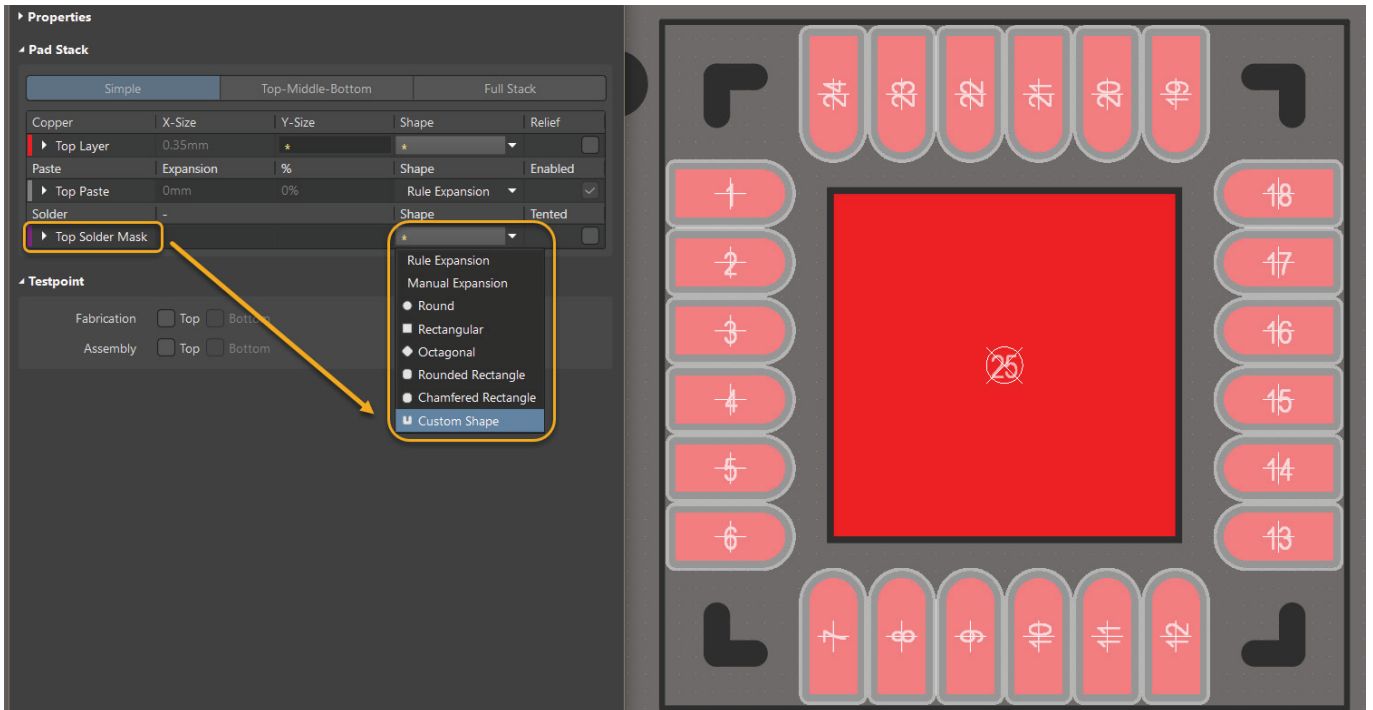 Properties
Pad Stack
Simple Top-Middle-Bottom Full Stack
Copper X-Size Y-Size Shape Relief
Top Layer 0.35mm * *
Paste Expansion % Shape Enabled
Top Paste 0mm 0% Rule Expansion
Solder - Shape Tented
Top Solder Mask *
Rule Expansion
Manual Expansion
Round
Rectangular
Octagonal
Rounded Rectangle
Chamfered Rectangle
Custom Shape
Testpoint
Fabrication Top Bottom
Assembly Top Bottom
24 23 22 21 20 19
1 18
2 17
3 16
25
4 15
5 14
6 13
7 8 9 10 11 12